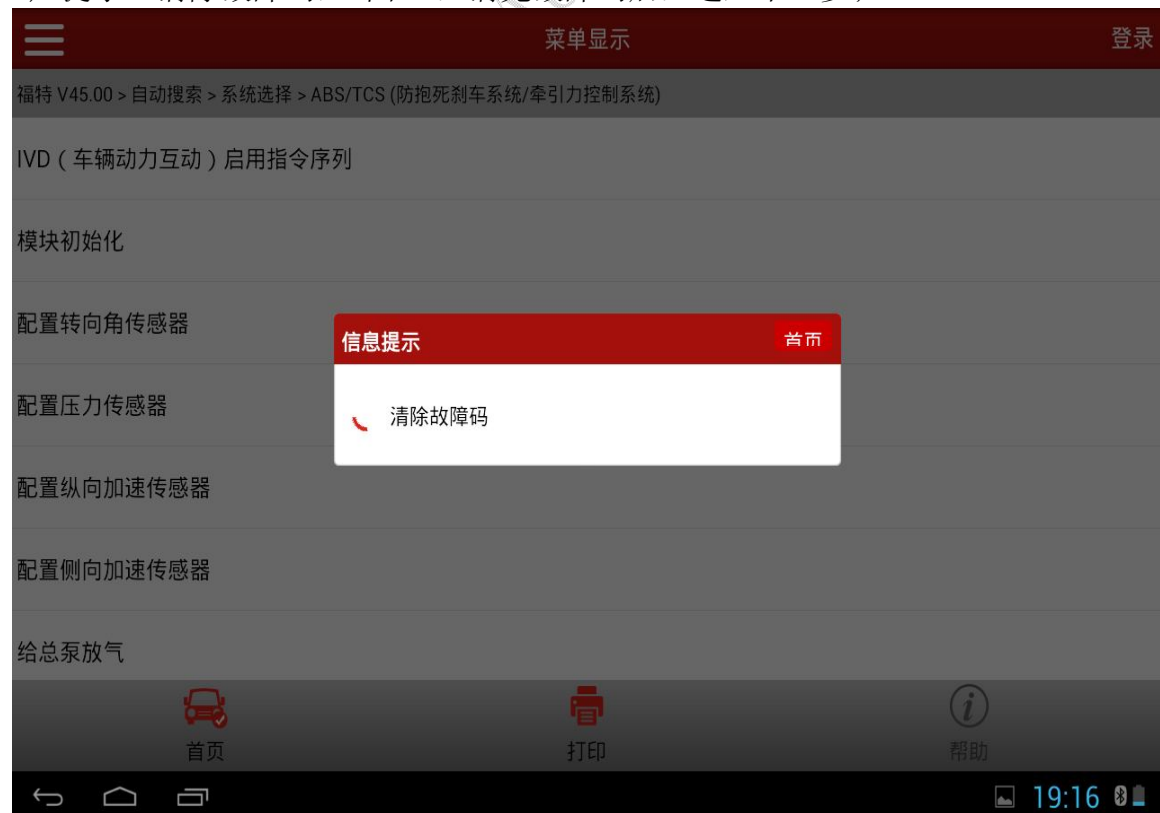 菜单显示
登录
福特 V45.00 > 自动搜索 > 系统选择 > ABS/TCS (防抱死刹车系统/牵引力控制系统)
IVD（车辆动力互动）启用指令序列
模块初始化
配置转向角传感器
信息提示
首页
配置压力传感器
清除故障码
配置纵向加速传感器
配置侧向加速传感器
给总泵放气
首页
打印
帮助
19:16